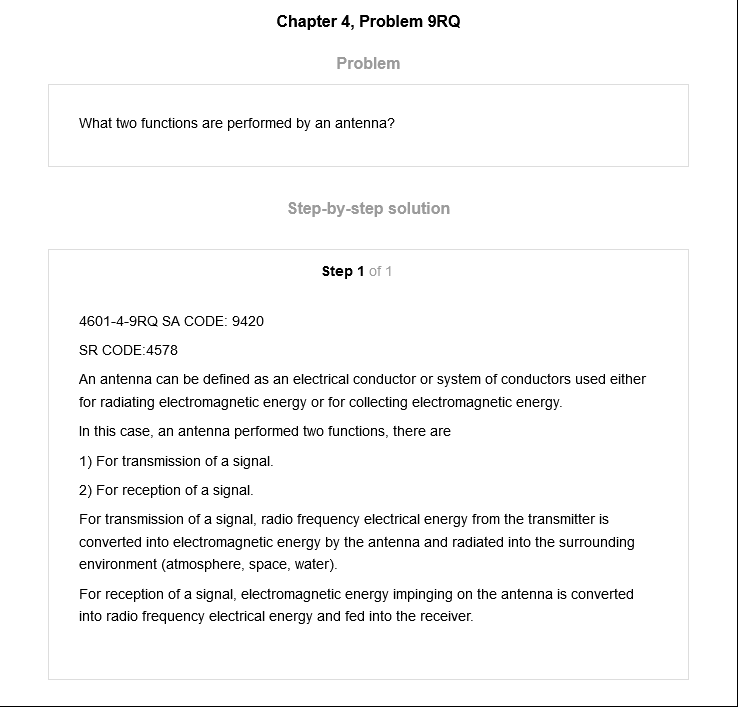 Chapter 4, Problem 9RQ
Problem
What two functions are performed by an antenna?
Step-by-step solution
Step 1 of 1
4601-4-9RQ SA CODE: 9420
SR CODE:4578
An antenna can be defined as an electrical conductor or system of conductors used either
for radiating electromagnetic energy or for collecting electromagnetic energy.
In this case, an antenna performed two functions, there are
1) For transmission of a signal.
2) For reception of a signal.
For transmission of a signal, radio frequency electrical energy from the transmitter is
converted into electromagnetic energy by the antenna and radiated into the surrounding
environment (atmosphere, space, water).
For reception of a signal, electromagnetic energy impinging on the antenna is converted
into radio frequency electrical energy and fed into the receiver.